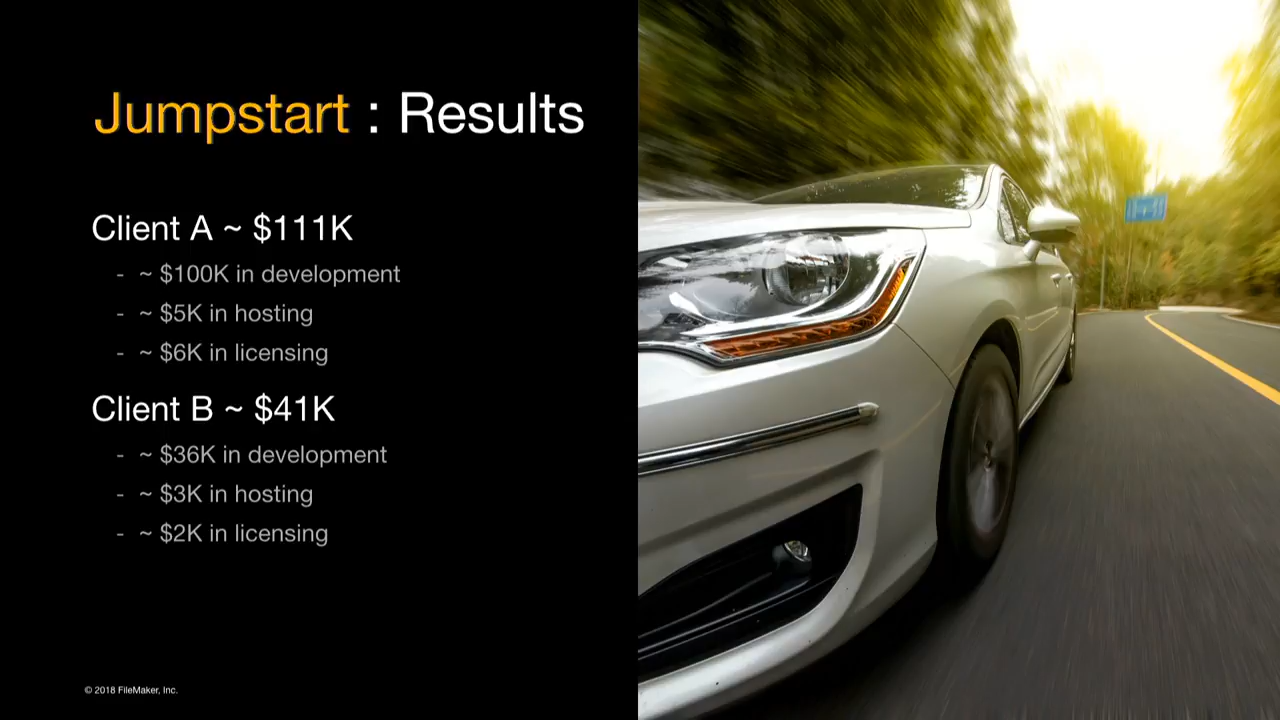 Jumpstart : Results
Client A ~ $111K
- ~ $100K in development
- ~ $5K in hosting
- ~ $6K in licensing
Client B ~ $41K
- ~ $36K in development
- ~ $3K in hosting
- ~ $2K in licensing
© 2018 FileMaker, Inc.